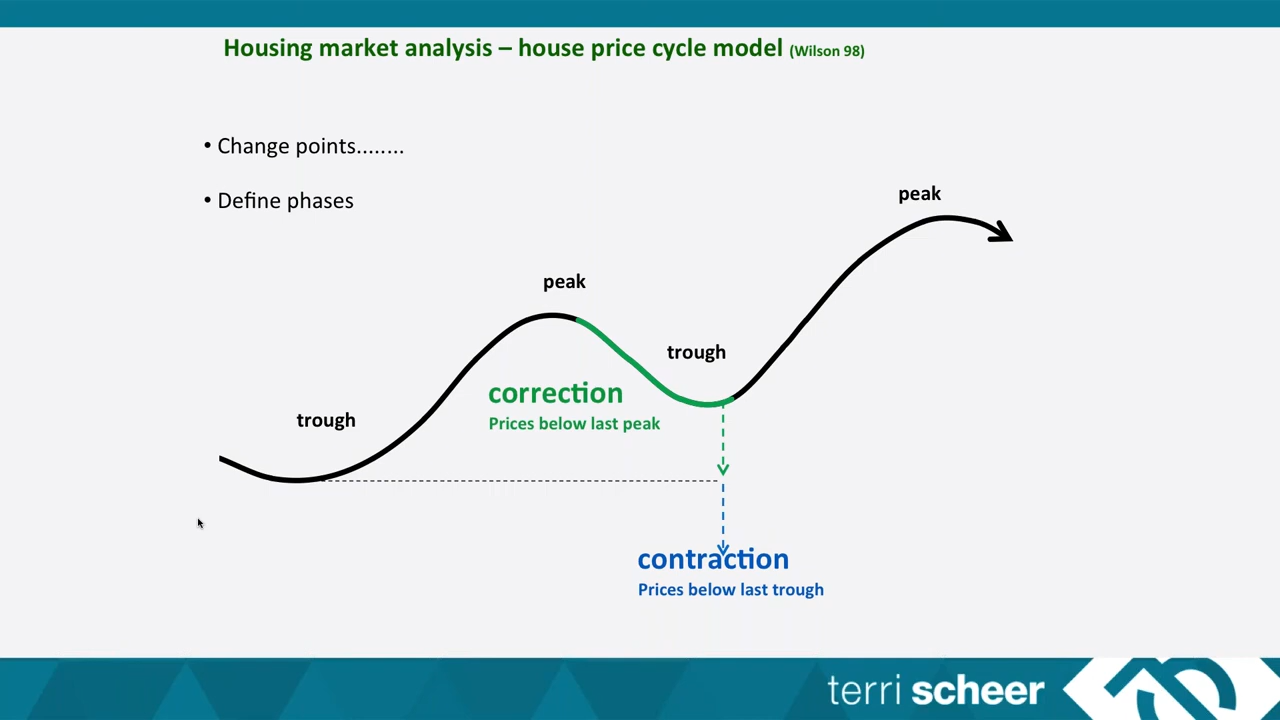 Housing market analysis – house price cycle model (Wilson 98)
• Change points........
• Define phases
peak
peak
trough
correction
Prices below last peak
trough
contraction
Prices below last trough
terri scheer